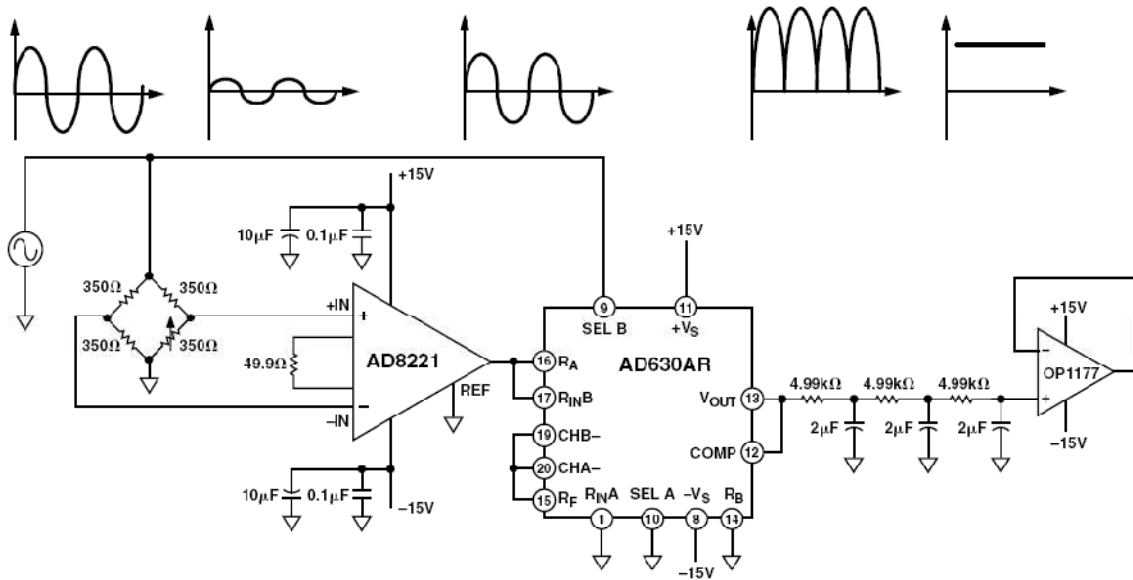 +15V
10µF
0.1µF
+15V
350Ω
350Ω
+IN
9
11
+15V
SEL B
+VS
350Ω
350Ω
49.9Ω
+
AD8221
16
RA
AD630AR
−
OP1177
REF
17
RINB
VOUT
13
4.99kΩ
4.99kΩ
4.99kΩ
+
−
−IN
19
CHB−
2µF
2µF
2µF
−15V
20
CHA−
COMP
12
10µF
0.1µF
15
RF
RINA
SEL A
−VS
RB
−15V
1
10
8
14
−15V